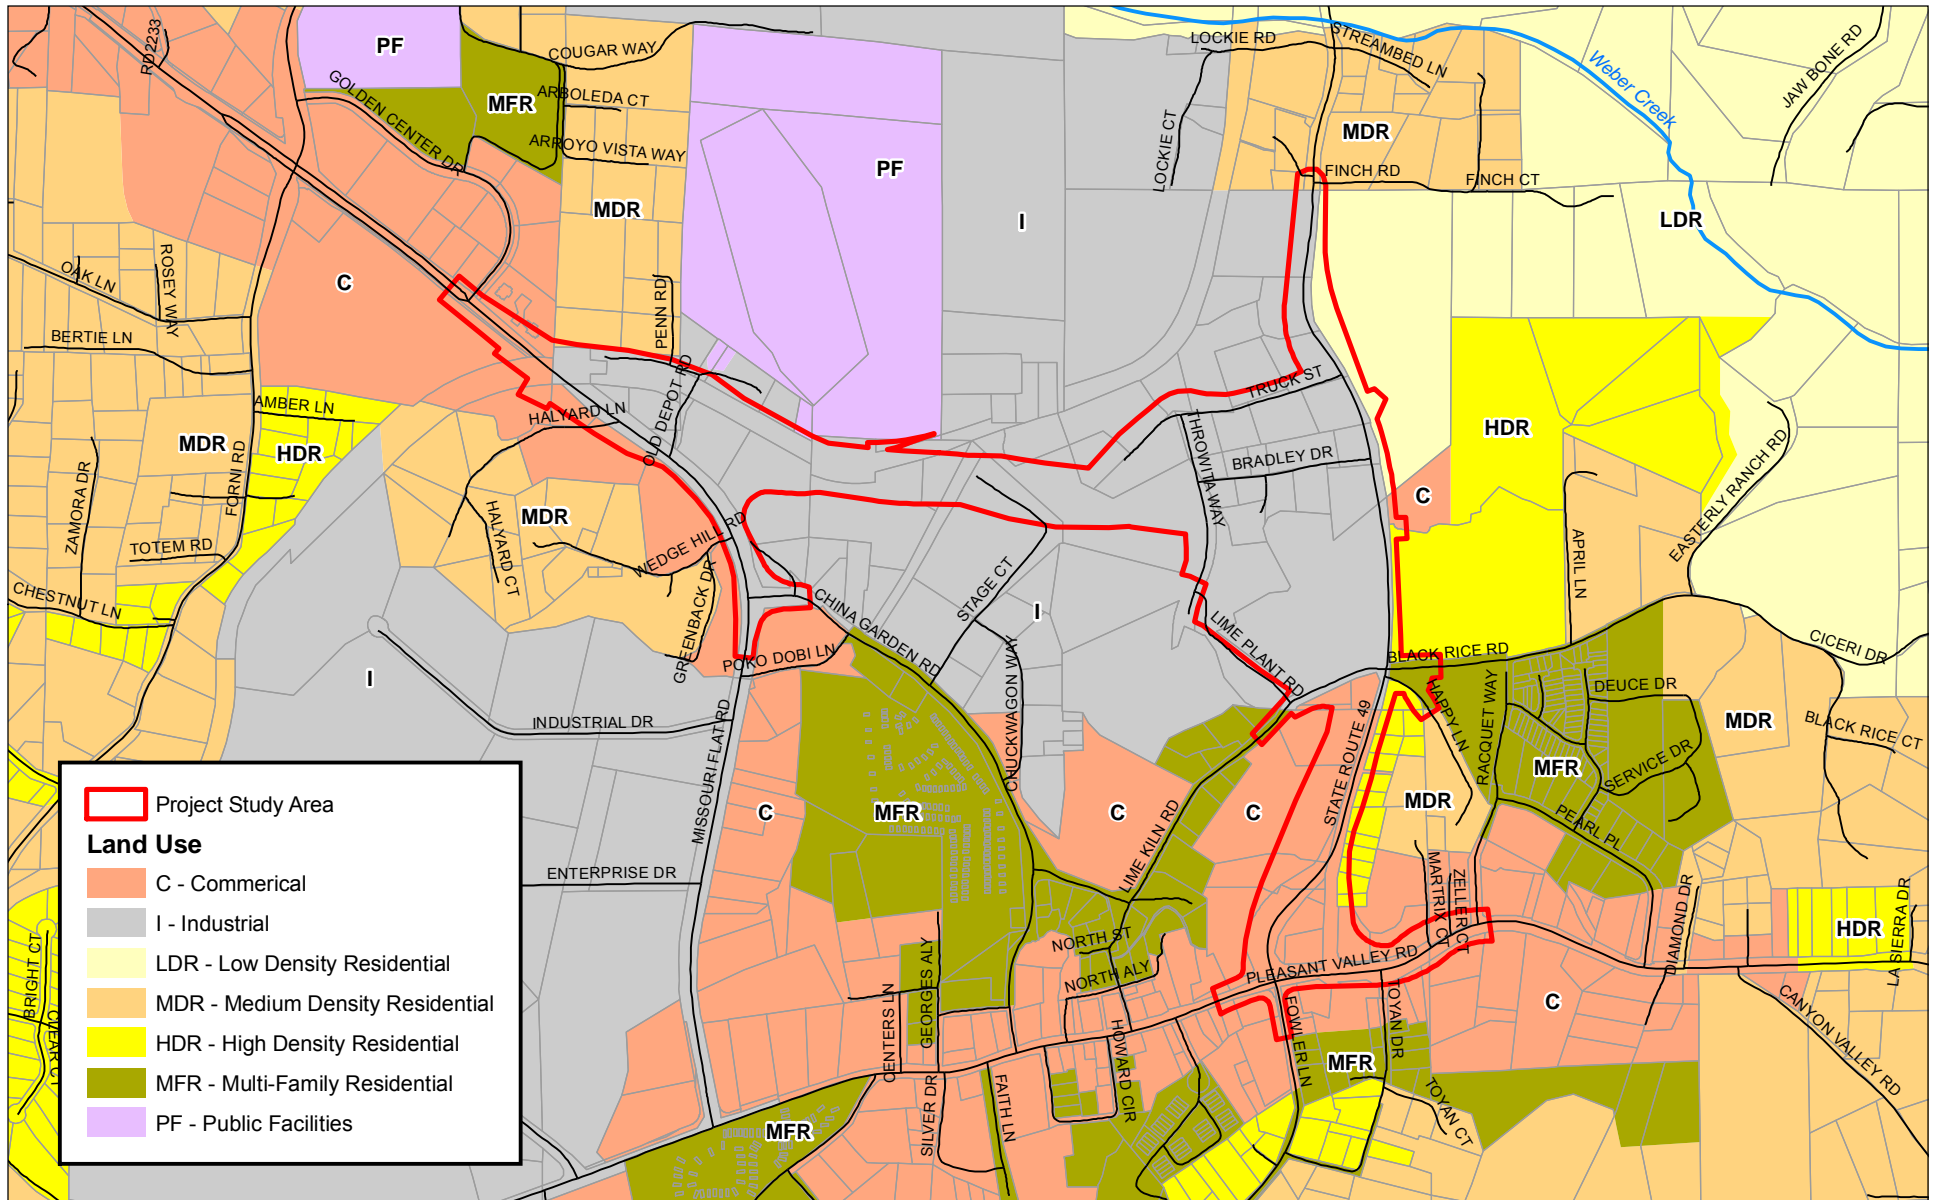 PF
RD2233
COUGAR WAY
LOCKIE RD
STREAMBED LN
JAW BONE RD
Weber Creek
GOLDEN CENTER DR
MFR
ARBOLEDA CT
ARROYO VISTA WAY
PF
LOCKIE CT
MDR
FINCH RD
FINCH CT
MDR
I
LDR
OAK LN
ROSEY WAY
C
PENN RD
BERTIE LN
OLD DEPOT RD
TRUCK ST
AMBER LN
HALYARD LN
MDR
HDR
FORNI RD
ZAMORA DR
THROWITA WAY
BRADLEY DR
HDR
C
EASTERLY RANCH RD
TOTEM RD
HALYARD CT
MDR
WEDGE HILL RD
GREENBACK DR
APRIL LN
CHESTNUT LN
CHINA GARDEN RD
STAGE CT
I
LIME PLANT RD
POKO DOBI LN
CHUCKWAGON WAY
BLACK RICE RD
CICERI DR
I
INDUSTRIAL DR
MISSOURI FLAT RD
STATE ROUTE 49
HAPPY LN
RACQUET WAY
DEUCE DR
MDR
BLACK RICE CT
SERVICE DR
MFR
C
MFR
C
LIME KILN RD
C
MDR
PEARL PL
ENTERPRISE DR
MARTRIX CT
ZELLER CT
DIAMOND DR
HDR
LA SIERRA DR
NORTH ST
NORTH ALY
GEORGES ALY
CENTERS LN
PLEASANT VALLEY RD
C
CANYON VALLEY RD
FOWLER LN
TOYAN DR
HOWARD CIR
MFR
TOYAN CT
SILVER DR
FAITH LN
MFR
BRIGHT CT
CLEAR CT
Project Study Area
Land Use
C - Commerical
I - Industrial
LDR - Low Density Residential
MDR - Medium Density Residential
HDR - High Density Residential
MFR - Multi-Family Residential
PF - Public Facilities